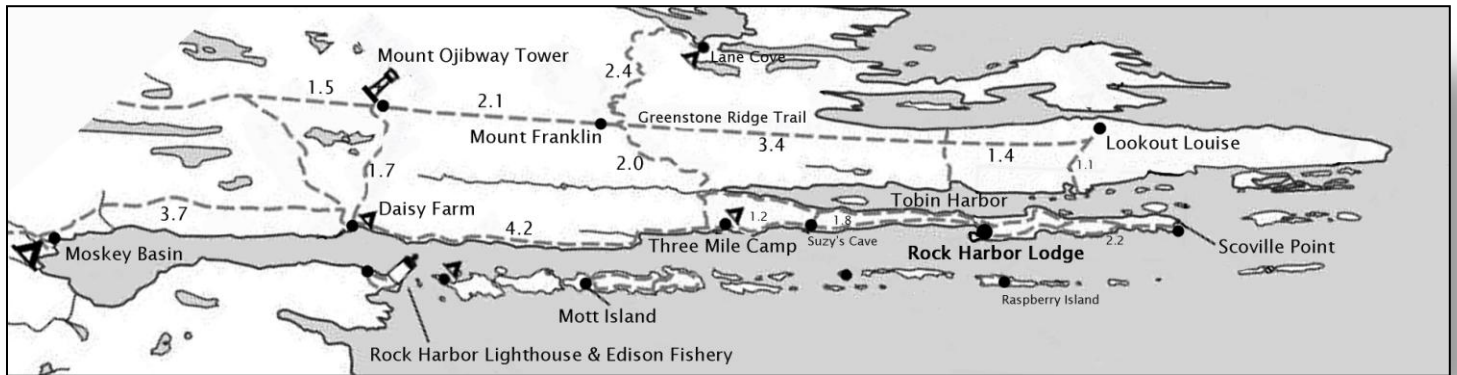 Mount Ojibway Tower
Lane Cove
2.4
1.5
2.1
Greenstone Ridge Trail
Mount Franklin
3.4
1.4
Lookout Louise
1.7
2.0
1.1
Tobin Harbor
3.7
Daisy Farm
4.2
1.2
1.8
2.2
Three Mile Camp
Suzy's Cave
Rock Harbor Lodge
Scoville Point
Moskey Basin
Raspberry Island
Mott Island
Rock Harbor Lighthouse & Edison Fishery